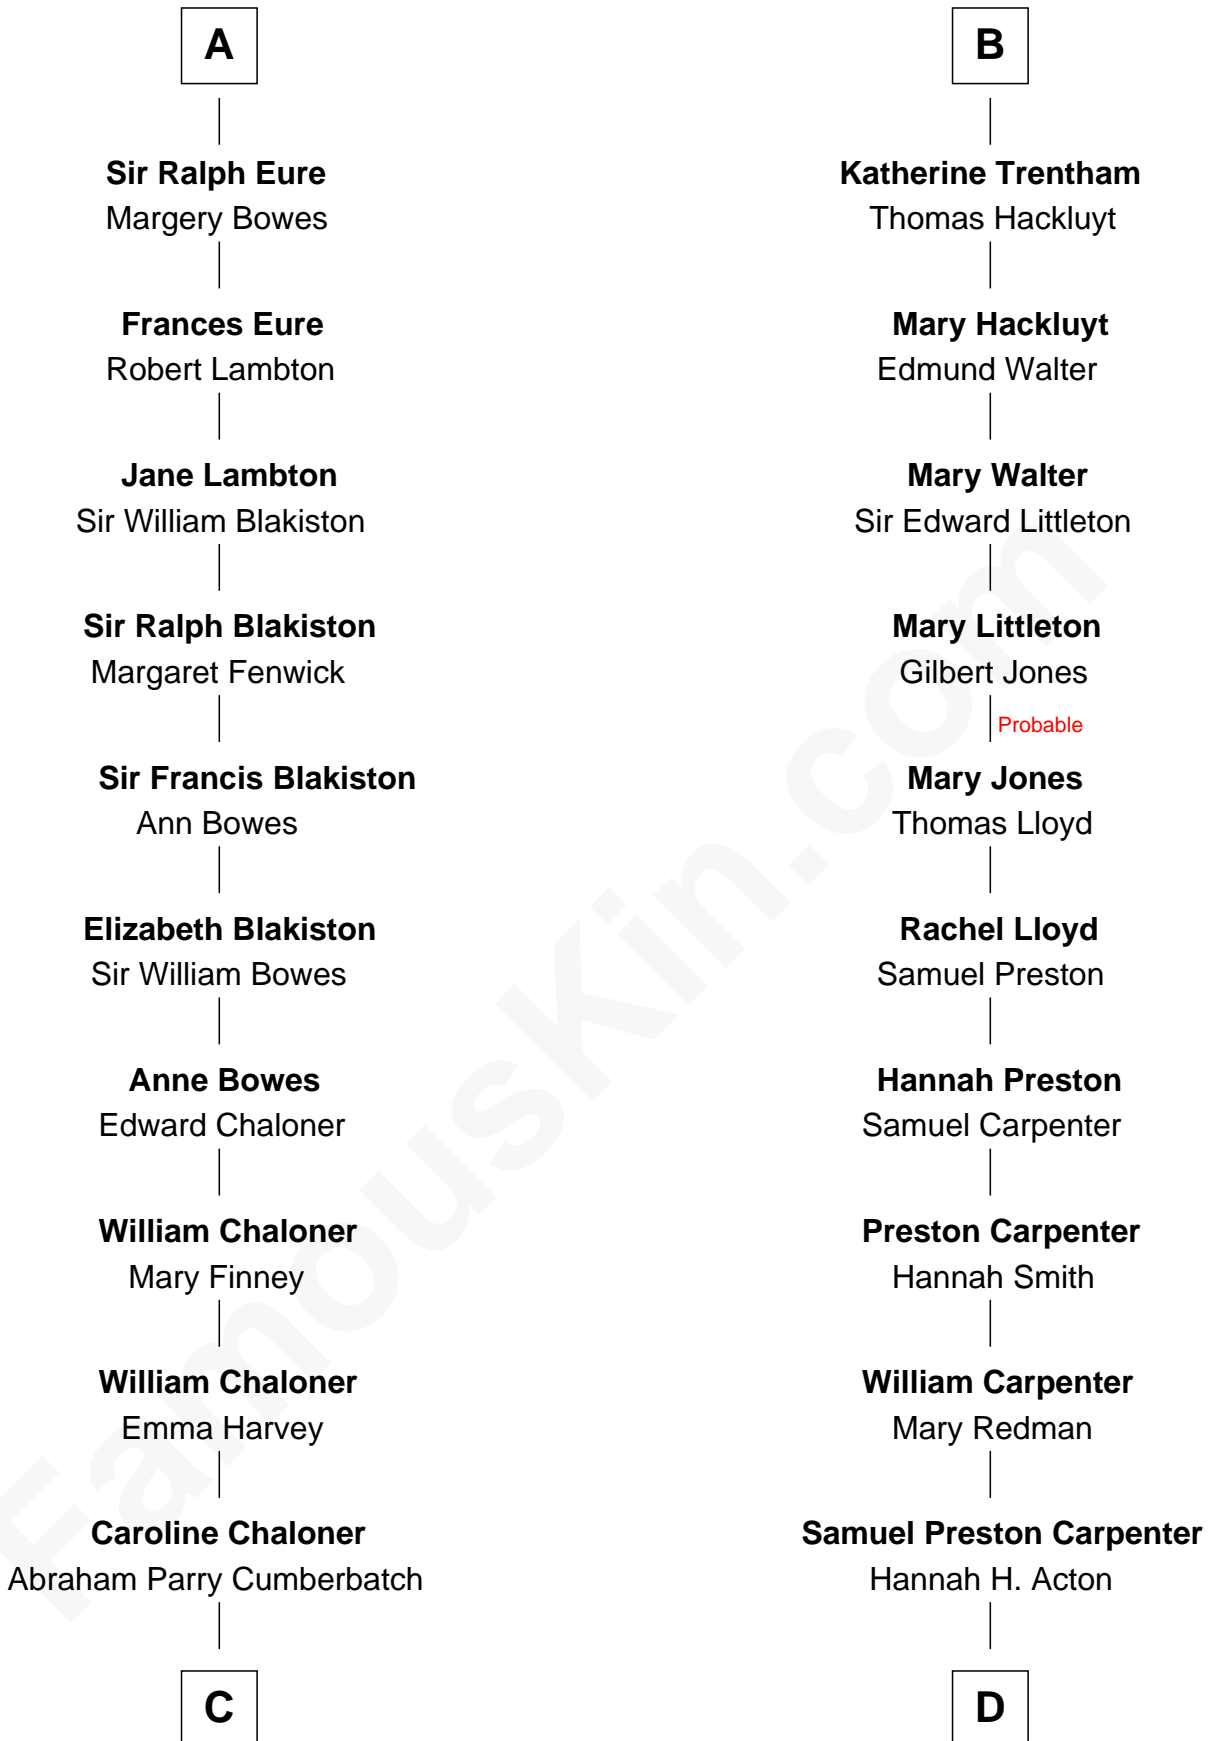 A
Sir Ralph Eure
Margery Bowes
Frances Eure
Robert Lambton
Jane Lambton
Sir William Blakiston
Sir Ralph Blakiston
Margaret Fenwick
Sir Francis Blakiston
Ann Bowes
Elizabeth Blakiston
Sir William Bowes
Anne Bowes
Edward Chaloner
William Chaloner
Mary Finney
William Chaloner
Emma Harvey
Caroline Chaloner
Abraham Parry Cumberbatch
C
B
Katherine Trentham
Thomas Hackluyt
Mary Hackluyt
Edmund Walter
Mary Walter
Sir Edward Littleton
Mary Littleton
Gilbert Jones
Probable
Mary Jones
Thomas Lloyd
Rachel Lloyd
Samuel Preston
Hannah Preston
Samuel Carpenter
Preston Carpenter
Hannah Smith
William Carpenter
Mary Redman
Samuel Preston Carpenter
Hannah H. Acton
D
FamousKin.com